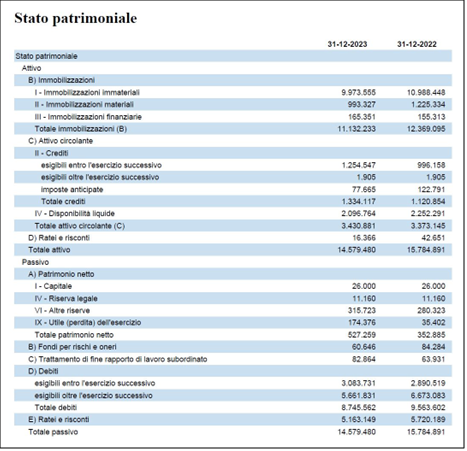 Stato patrimoniale
31-12-2023 31-12-2022
Stato patrimoniale
Attivo
B) Immobilizzazioni
I - Immobilizzazioni immateriali 9.973.555 10.988.448
II - Immobilizzazioni materiali 993.327 1.225.334
III - Immobilizzazioni finanziarie 165.351 155.313
Totale immobilizzazioni (B) 11.132.233 12.369.095
C) Attivo circolante
II - Crediti
esigibili entro l'esercizio successivo 1.254.547 996.158
esigibili oltre l'esercizio successivo 1.905 1.905
imposte anticipate 77.665 122.791
Totale crediti 1.334.117 1.120.854
IV - Disponibilità liquide 2.096.764 2.252.291
Totale attivo circolante (C) 3.430.881 3.373.145
D) Ratei e risconti 16.366 42.651
Totale attivo 14.579.480 15.784.891
Passivo
A) Patrimonio netto
I - Capitale 26.000 26.000
IV - Riserva legale 11.160 11.160
VI - Altre riserve 315.723 280.323
IX - Utile (perdita) dell'esercizio 174.376 35.402
Totale patrimonio netto 527.259 352.885
B) Fondi per rischi e oneri 60.646 84.284
C) Trattamento di fine rapporto di lavoro subordinato 82.864 63.931
D) Debiti
esigibili entro l'esercizio successivo 3.083.731 2.890.519
esigibili oltre l'esercizio successivo 5.661.831 6.673.083
Totale debiti 8.745.562 9.563.602
E) Ratei e risconti 5.163.149 5.720.189
Totale passivo 14.579.480 15.784.891